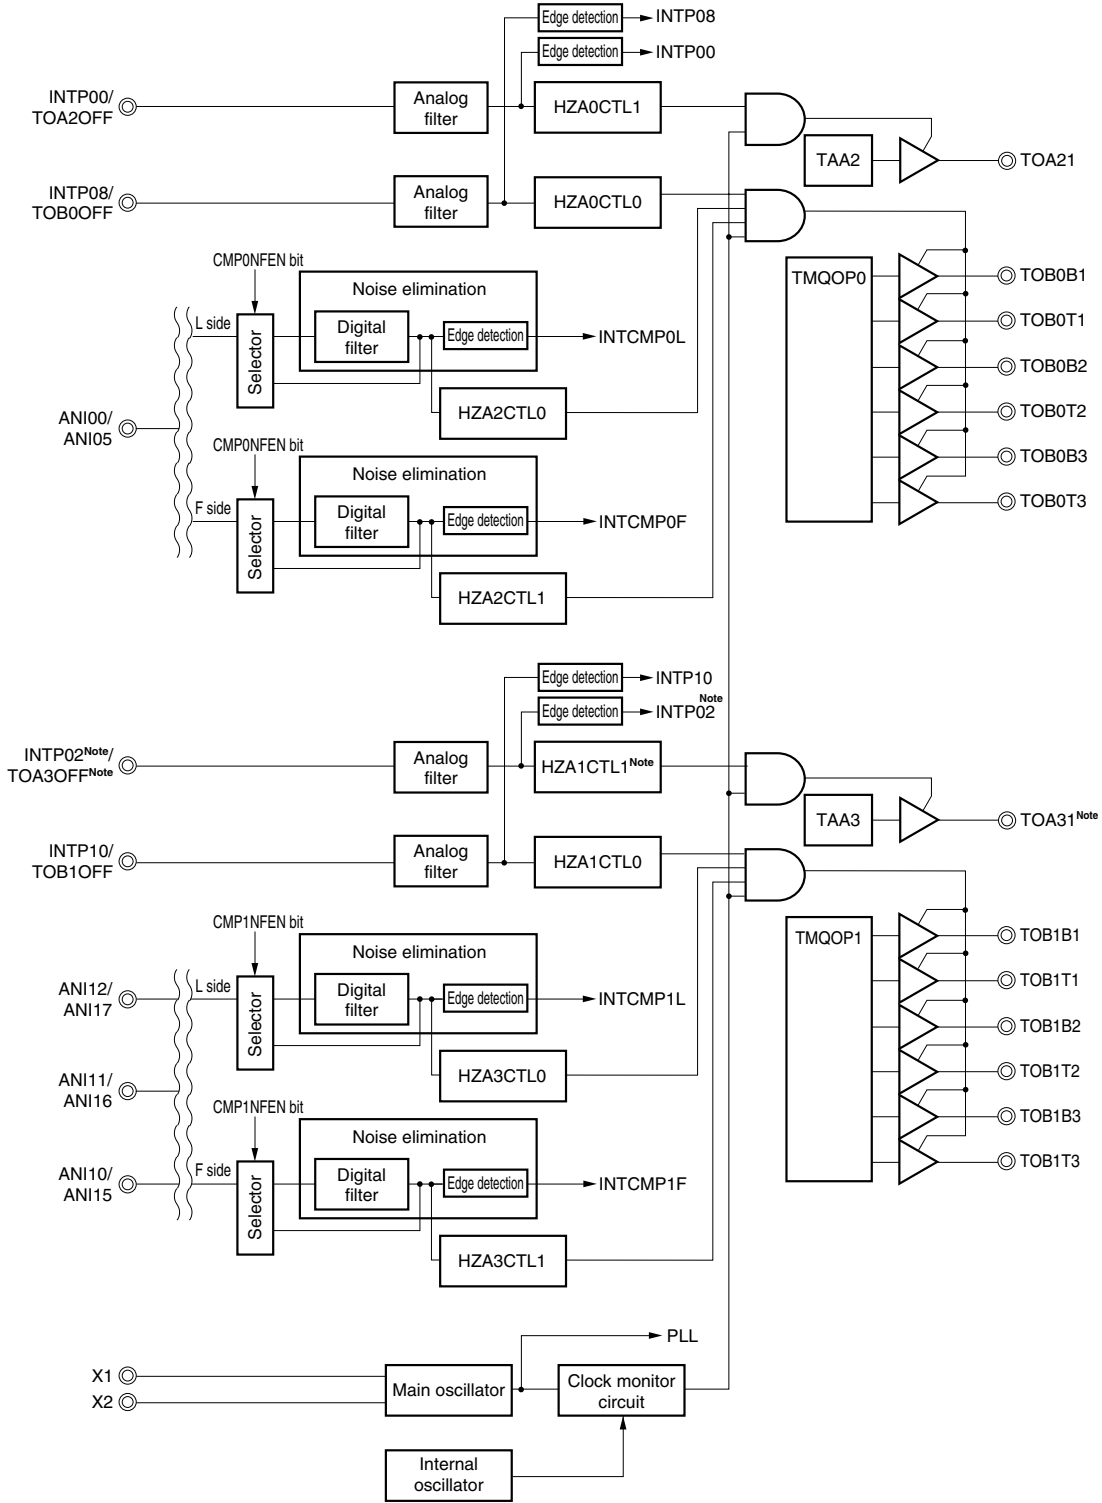 Edge detection INTP08
Edge detection INTP00
INTP00/
TOA2OFF
Analog
filter
HZA0CTL1
TAA2
TOA21
INTP08/
TOB0OFF
Analog
filter
HZA0CTL0
CMP0NFEN bit
L side
Selector
Noise elimination
Digital
filter
Edge detection
INTCMP0L
HZA2CTL0
ANI00/
ANI05
CMP0NFEN bit
F side
Selector
Noise elimination
Digital
filter
Edge detection
INTCMP0F
HZA2CTL1
TMQOP0
TOB0B1
TOB0T1
TOB0B2
TOB0T2
TOB0B3
TOB0T3
Edge detection INTP10
Edge detection INTP02Note
INTP02Note/
TOA3OFFNote
Analog
filter
HZA1CTL1Note
TAA3
TOA31Note
INTP10/
TOB1OFF
Analog
filter
HZA1CTL0
CMP1NFEN bit
ANI12/
ANI17
L side
Selector
Noise elimination
Digital
filter
Edge detection
INTCMP1L
HZA3CTL0
ANI11/
ANI16
CMP1NFEN bit
ANI10/
ANI15
F side
Selector
Noise elimination
Digital
filter
Edge detection
INTCMP1F
HZA3CTL1
TMQOP1
TOB1B1
TOB1T1
TOB1B2
TOB1T2
TOB1B3
TOB1T3
PLL
X1
X2
Main oscillator
Clock monitor
circuit
Internal
oscillator